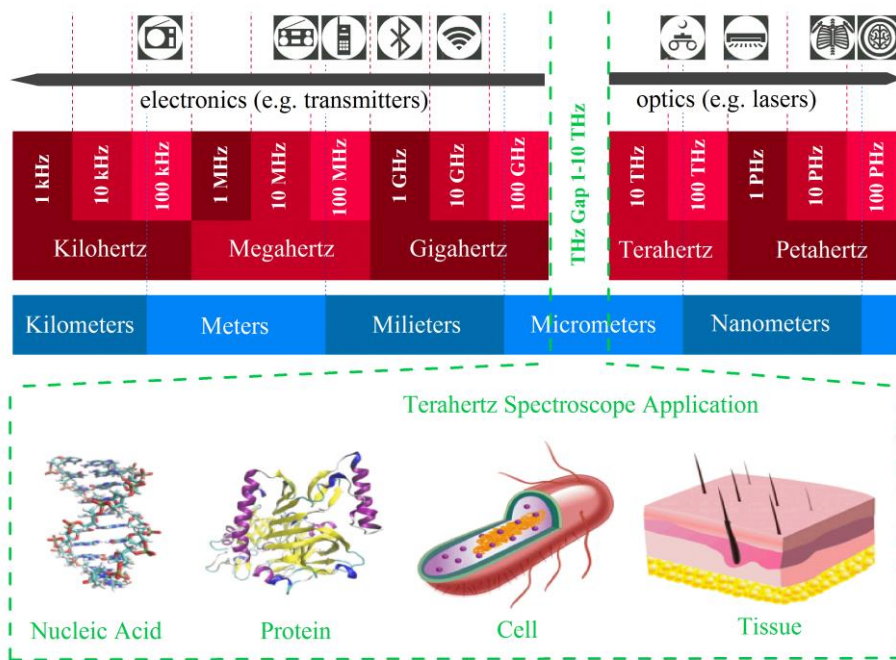 electronics (e.g. transmitters)
optics (e.g. lasers)
1 kHz
10 kHz
100 kHz
1 MHz
10 MHz
100 MHz
1 GHz
10 GHz
100 GHz
THz Gap 1-10 THz
10 THz
100 THz
1 PHz
10 PHz
100 PHz
Kilohertz
Megahertz
Gigahertz
Terahertz
Petahertz
Kilometers
Meters
Milieters
Micrometers
Nanometers
Terahertz Spectroscope Application
Nucleic Acid
Protein
Cell
Tissue